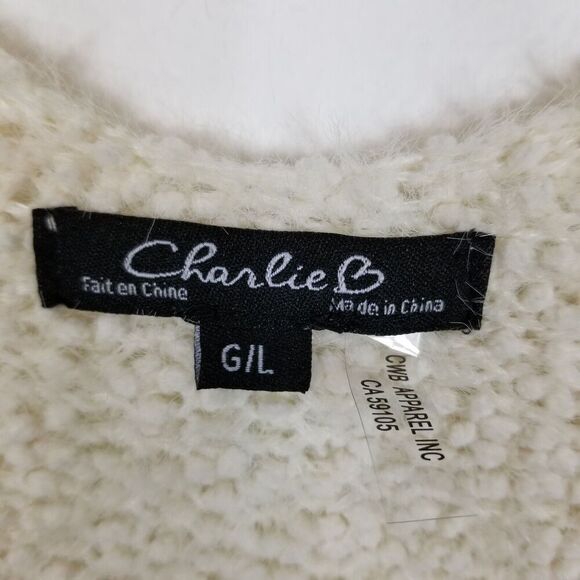 Charlie B
Fait en Chine
Made in China
G/L
CWB APPAREL INC
CA 59105